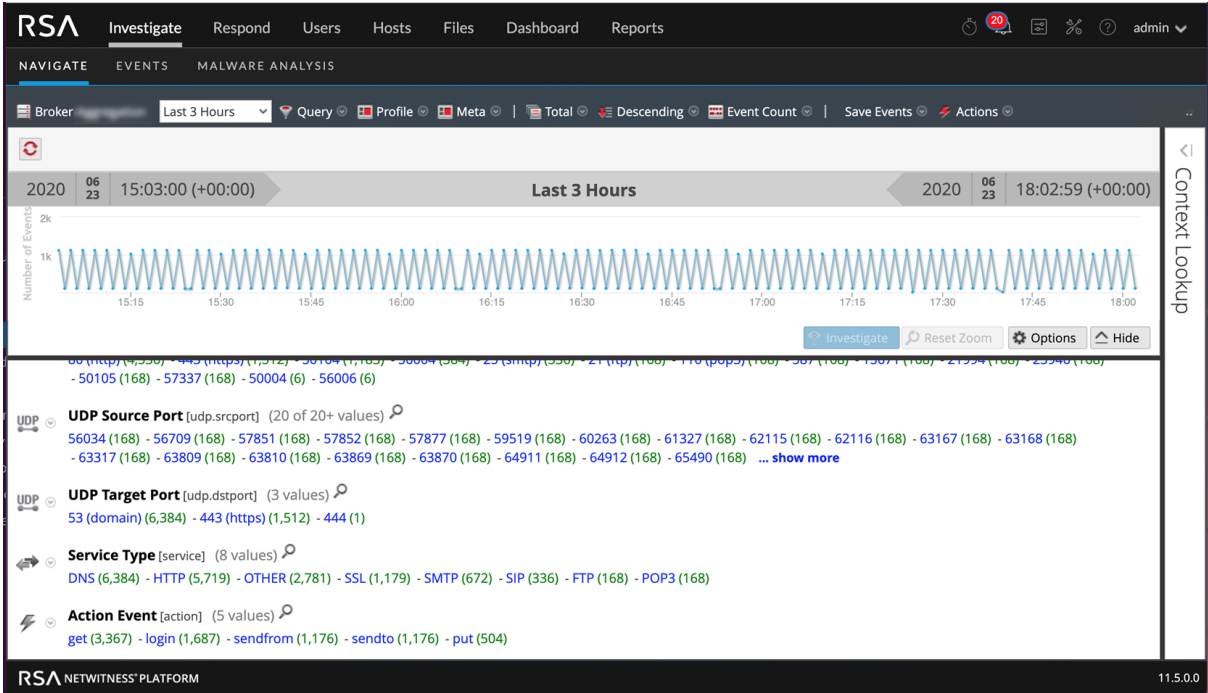 RSA Investigate Respond Users Hosts Files Dashboard Reports 20 admin
NAVIGATE EVENTS MALWARE ANALYSIS
Broker Last 3 Hours Query Profile Meta | Total Descending Event Count | Save Events Actions
2020 06 23 15:03:00 (+00:00) Last 3 Hours 2020 06 23 18:02:59 (+00:00)
Context Lookup
Number of Events
2k
1k
15:15 15:30 15:45 16:00 16:15 16:30 16:45 17:00 17:15 17:30 17:45 18:00
Investigate Reset Zoom Options Hide
- 50105 (168) - 57337 (168) - 50004 (6) - 56006 (6)
UDP UDP Source Port [udp.srcport] (20 of 20+ values)
56034 (168) - 56709 (168) - 57851 (168) - 57852 (168) - 57877 (168) - 59519 (168) - 60263 (168) - 61327 (168) - 62115 (168) - 62116 (168) - 63167 (168) - 63168 (168)
- 63317 (168) - 63809 (168) - 63810 (168) - 63869 (168) - 63870 (168) - 64911 (168) - 64912 (168) - 65490 (168) ... show more
UDP UDP Target Port [udp.dstport] (3 values)
53 (domain) (6,384) - 443 (https) (1,512) - 444 (1)
Service Type [service] (8 values)
DNS (6,384) - HTTP (5,719) - OTHER (2,781) - SSL (1,179) - SMTP (672) - SIP (336) - FTP (168) - POP3 (168)
Action Event [action] (5 values)
get (3,367) - login (1,687) - sendfrom (1,176) - sendto (1,176) - put (504)
RSA NETWITNESS® PLATFORM 11.5.0.0